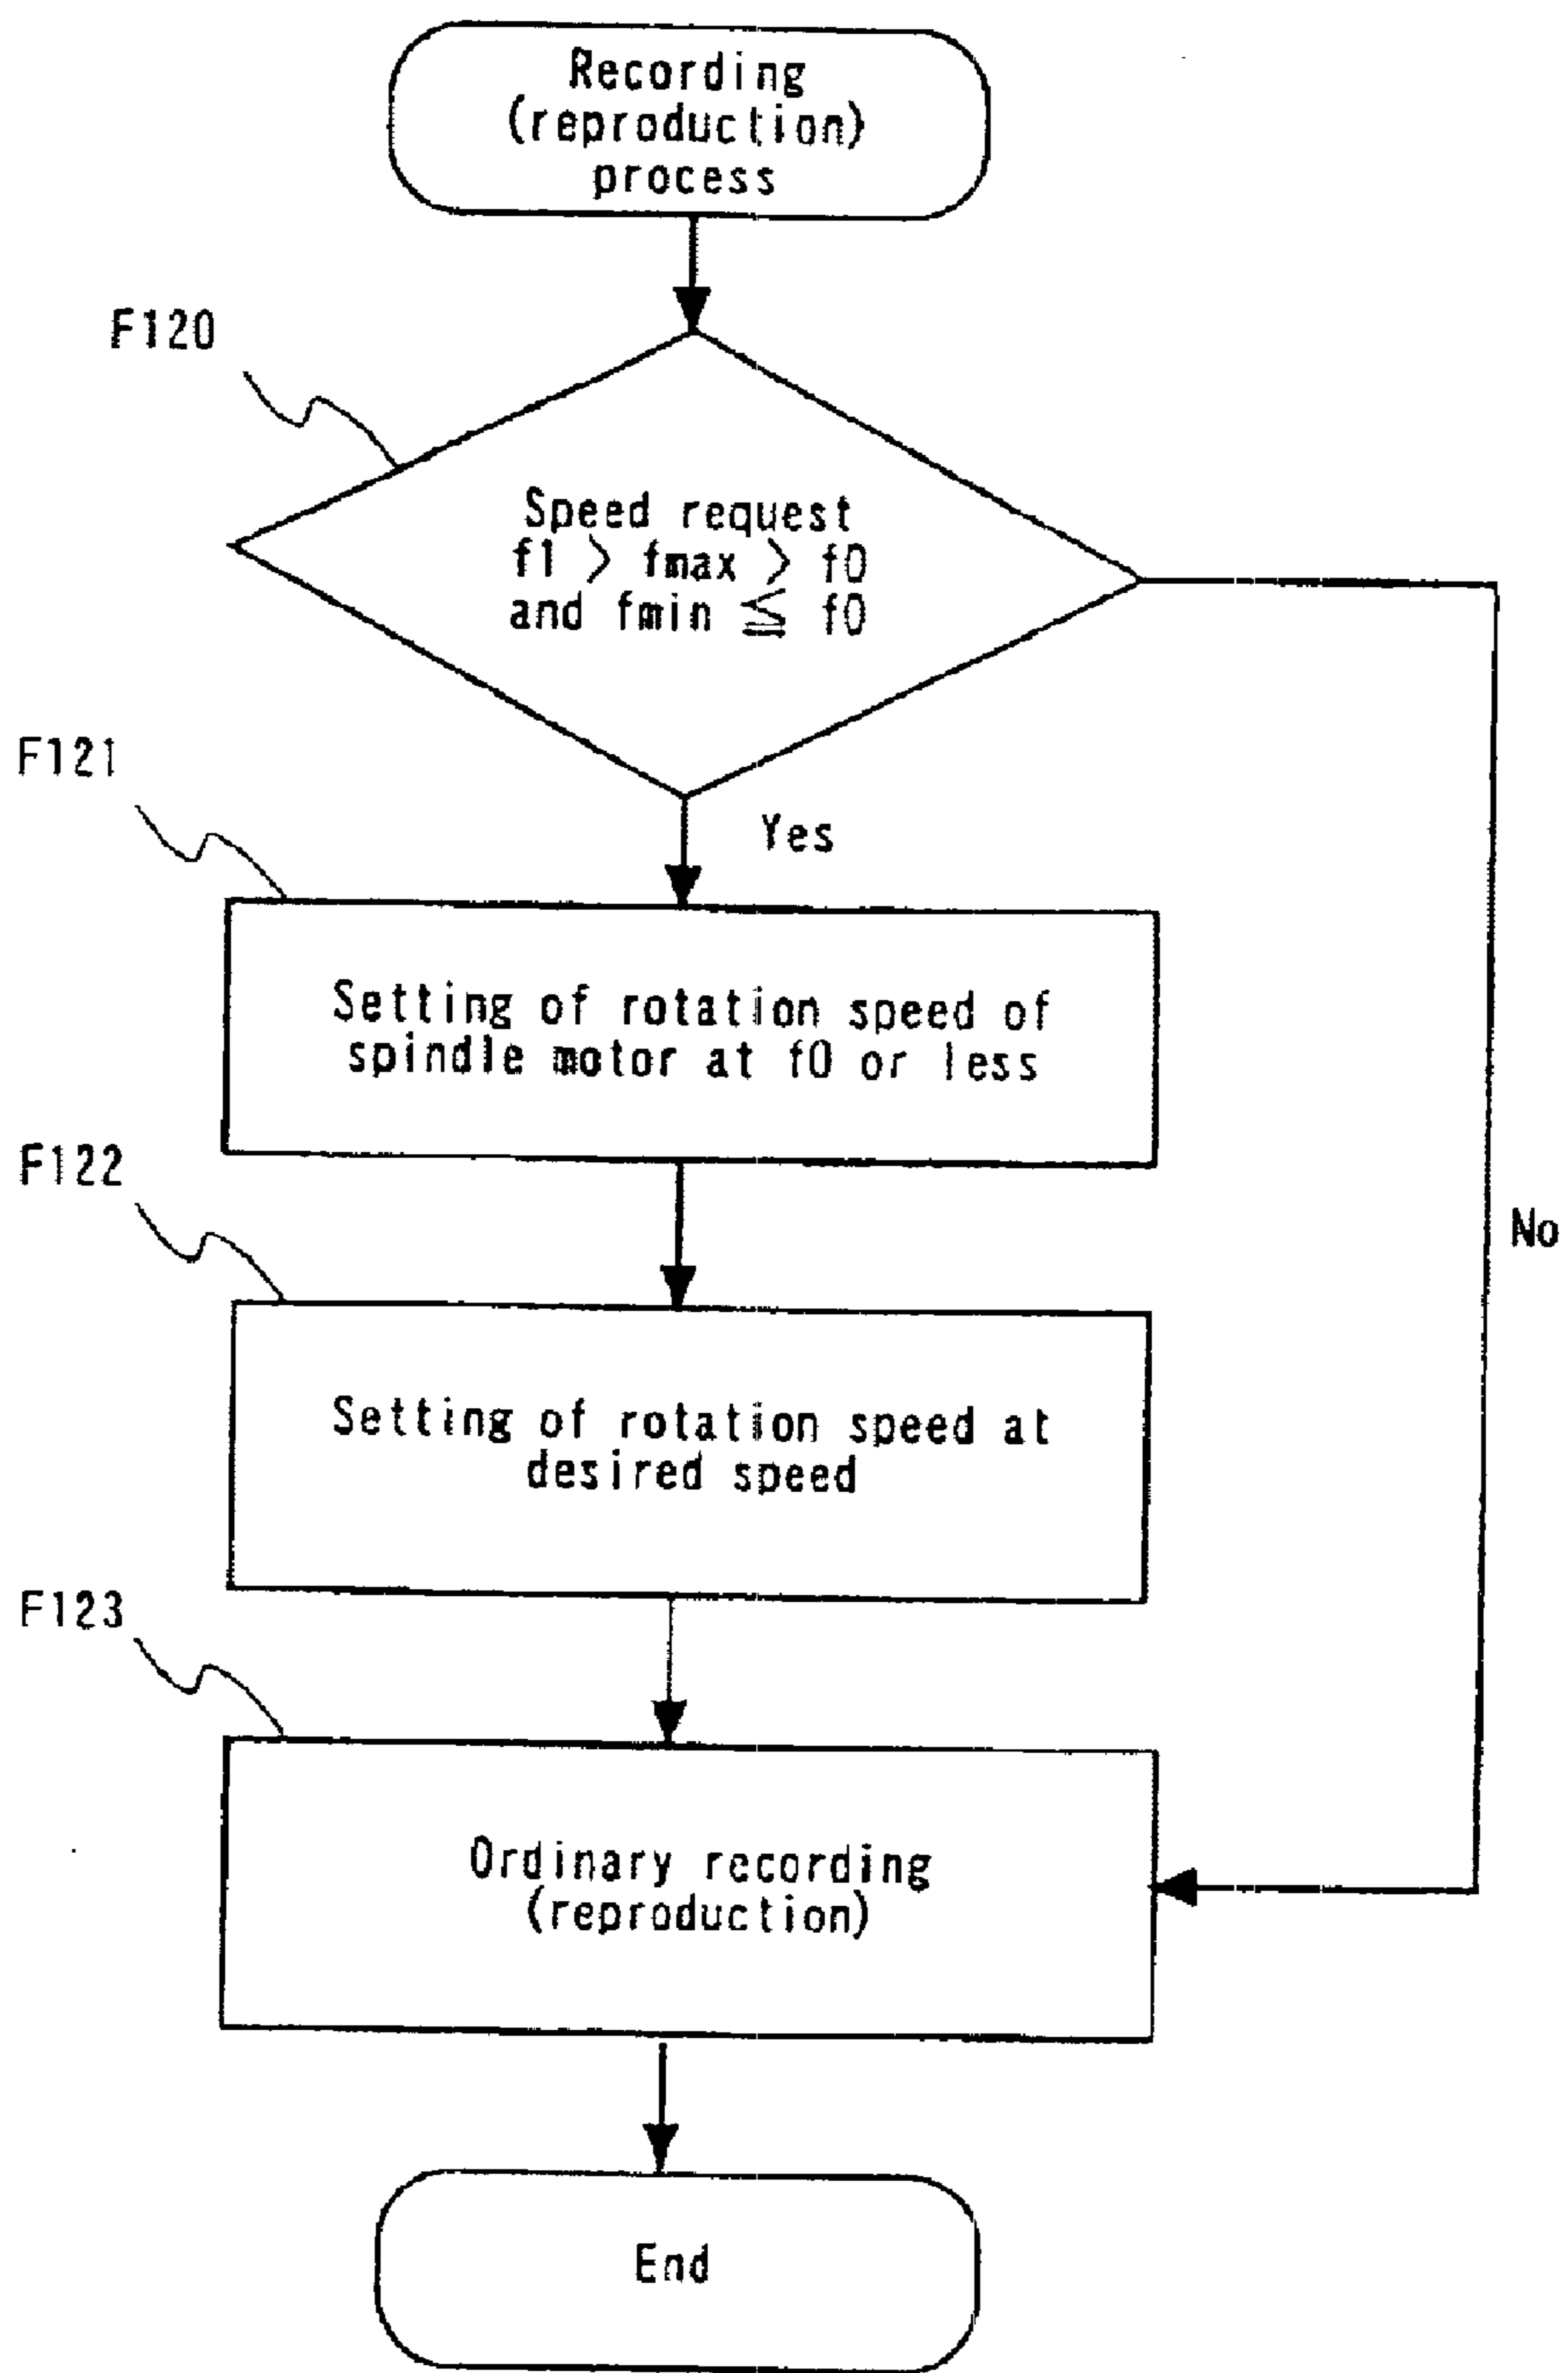 Recording
(reproduction)
process
F120
Speed request
f1 > fmax > f0
and fmin ≦ f0
F121
Yes
Setting of rotation speed of
spindle motor at f0 or less
F122
No
Setting of rotation speed at
desired speed
F123
Ordinary recording
(reproduction)
End